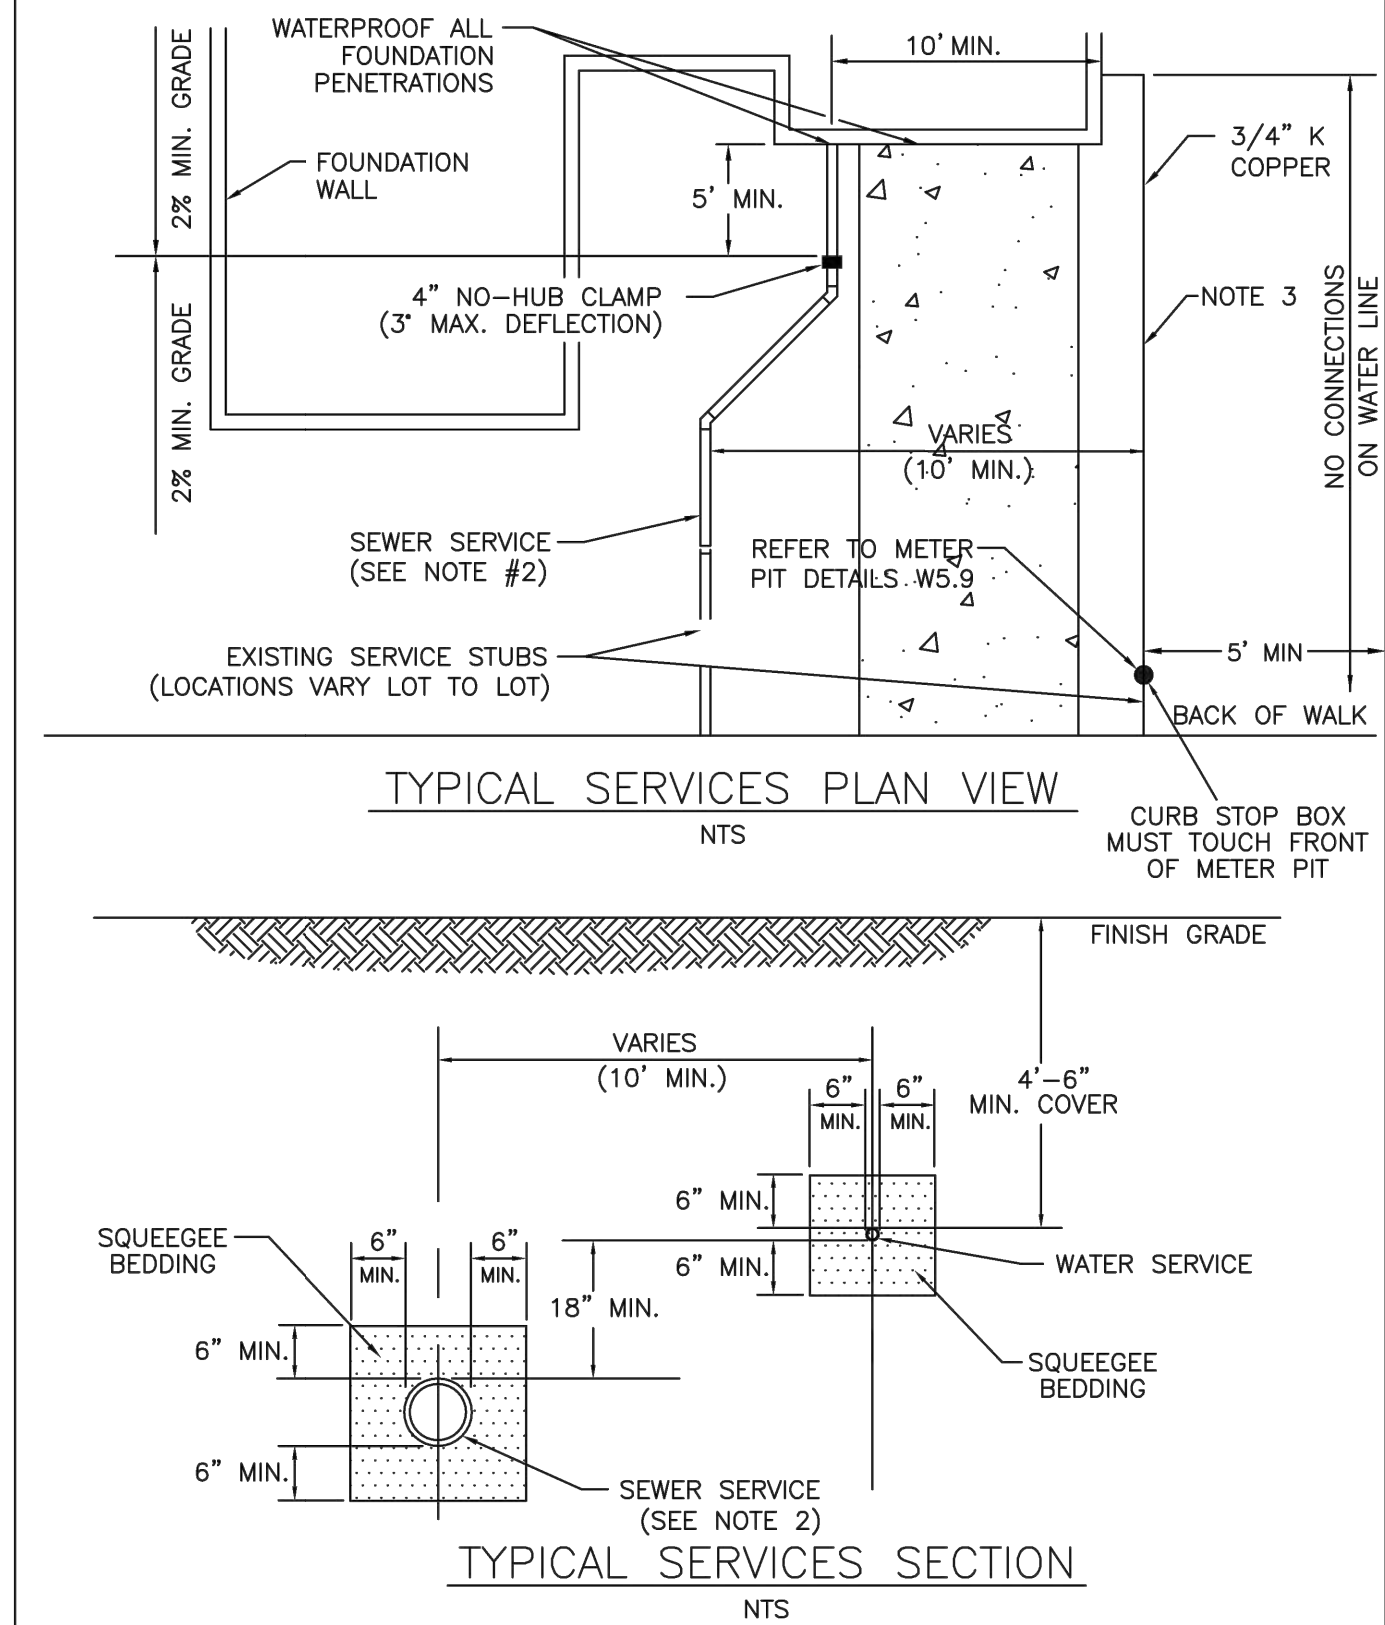 WATERPROOF ALL
FOUNDATION
PENETRATIONS
10' MIN.
2% MIN. GRADE
FOUNDATION
WALL
5' MIN.
3/4" K
COPPER
4" NO-HUB CLAMP
(3° MAX. DEFLECTION)
NOTE 3
2% MIN. GRADE
NO CONNECTIONS
ON WATER LINE
VARIES
(10' MIN.)
SEWER SERVICE
(SEE NOTE #2)
REFER TO METER
PIT DETAILS W5.9
EXISTING SERVICE STUBS
(LOCATIONS VARY LOT TO LOT)
5' MIN
BACK OF WALK
TYPICAL SERVICES PLAN VIEW
NTS
CURB STOP BOX
MUST TOUCH FRONT
OF METER PIT
FINISH GRADE
VARIES
(10' MIN.)
6" MIN.
6" MIN.
4'-6"
MIN. COVER
6" MIN.
6" MIN.
SQUEEGEE
BEDDING
6" MIN.
6" MIN.
WATER SERVICE
18" MIN.
6" MIN.
SQUEEGEE
BEDDING
6" MIN.
SEWER SERVICE
(SEE NOTE 2)
TYPICAL SERVICES SECTION
NTS